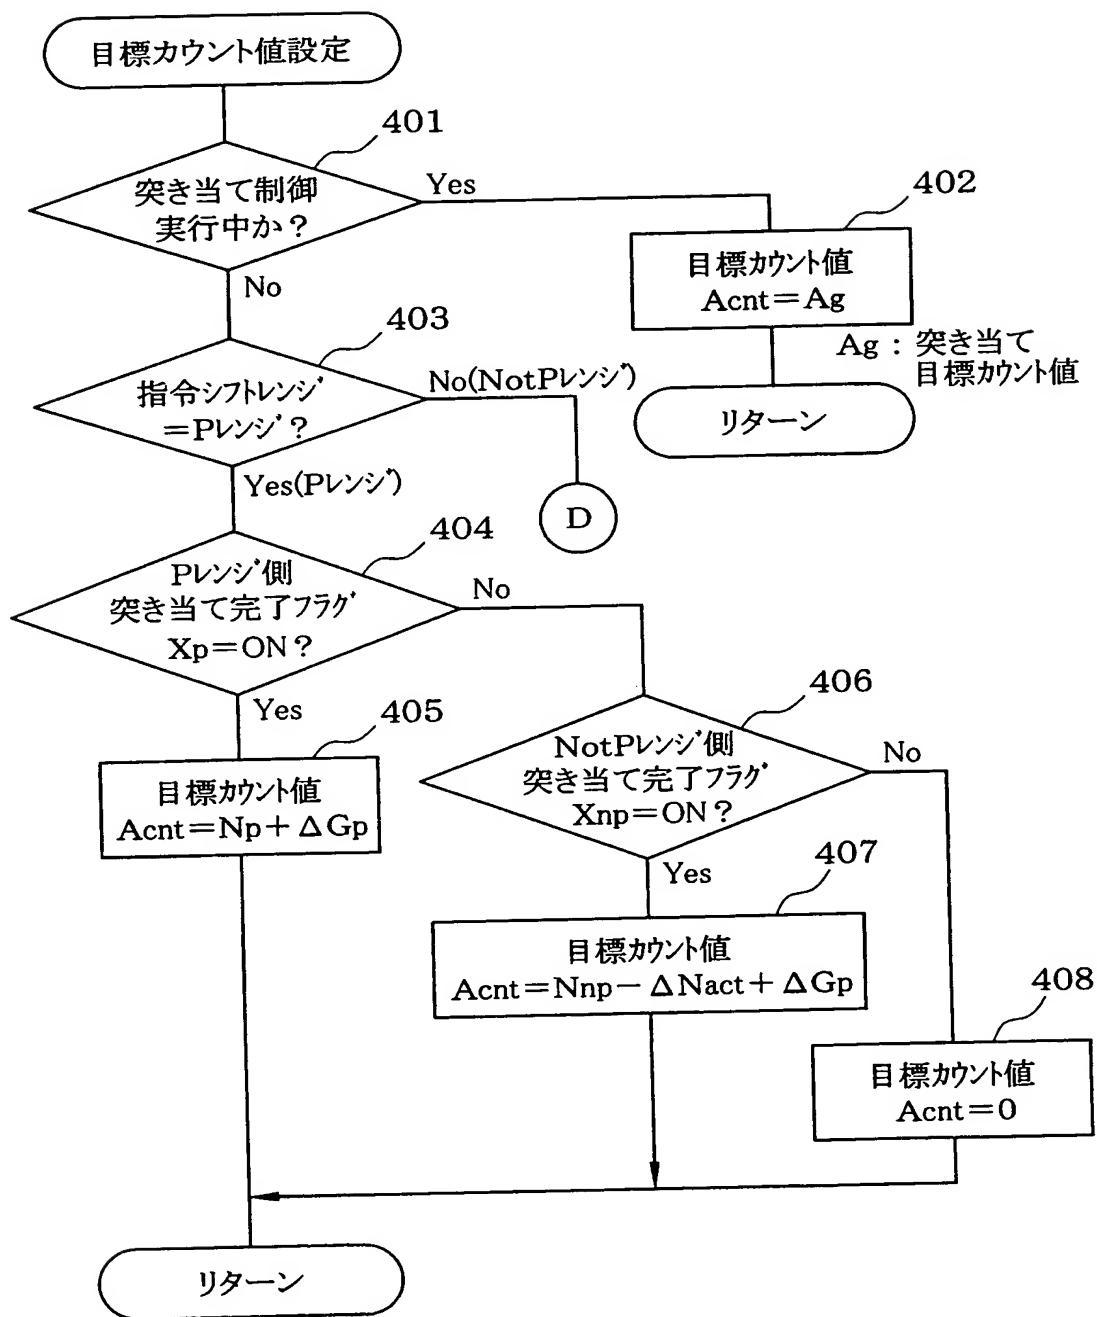 目標カウント値設定
401
突き当て制御
実行中か？
Yes
No
402
目標カウント値
Acnt＝Ag
Ag：突き当て
目標カウント値
リターン
403
指令シフトレンジ
＝Pレンジ？
No(NotPレンジ)
Yes(Pレンジ)
D
404
Pレンジ側
突き当て完了フラグ
Xp＝ON？
No
Yes
405
目標カウント値
Acnt＝Np＋ΔGp
406
NotPレンジ側
突き当て完了フラグ
Xnp＝ON？
No
Yes
407
目標カウント値
Acnt＝Nnp－ΔNact＋ΔGp
408
目標カウント値
Acnt＝0
リターン